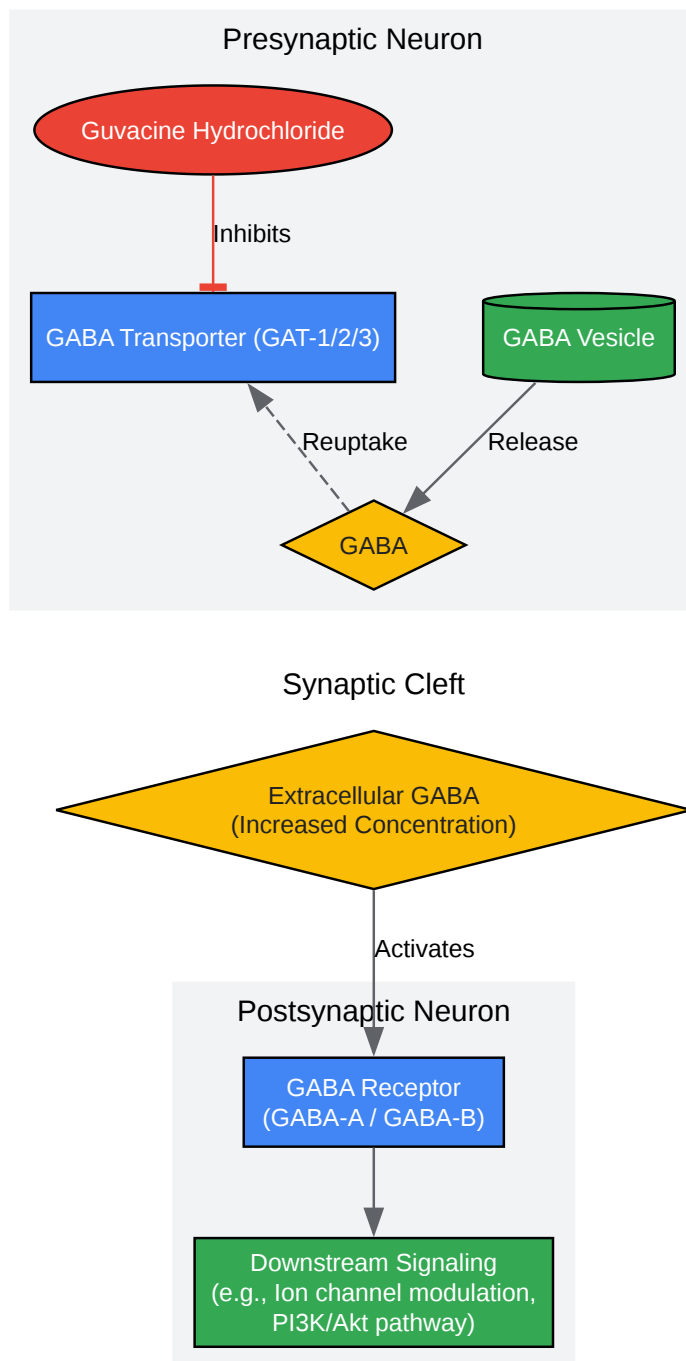 Presynaptic Neuron
Guvacine Hydrochloride
Inhibits
GABA Transporter (GAT-1/2/3)
GABA Vesicle
Reuptake
Release
GABA
Synaptic Cleft
Extracellular GABA
(Increased Concentration)
Activates
Postsynaptic Neuron
GABA Receptor
(GABA-A / GABA-B)
Downstream Signaling
(e.g., Ion channel modulation,
PI3K/Akt pathway)